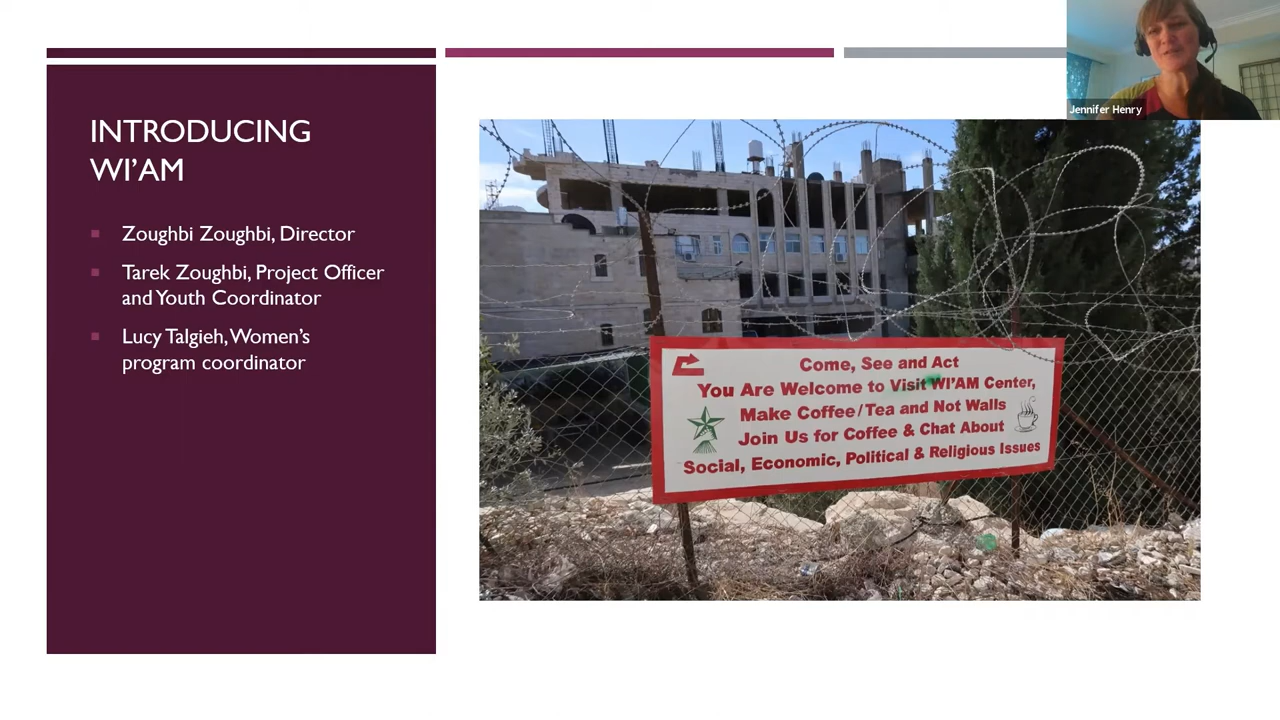 INTRODUCING
WI'AM
Zoughbi Zoughbi, Director
Tarek Zoughbi, Project Officer
and Youth Coordinator
Lucy Talgieh, Women's
program coordinator
Jennifer Henry
Come, See and Act
You Are Welcome to Visit WI'AM Center,
Make Coffee/Tea and Not Walls
Join Us for Coffee & Chat About
Social, Economic, Political & Religious Issues